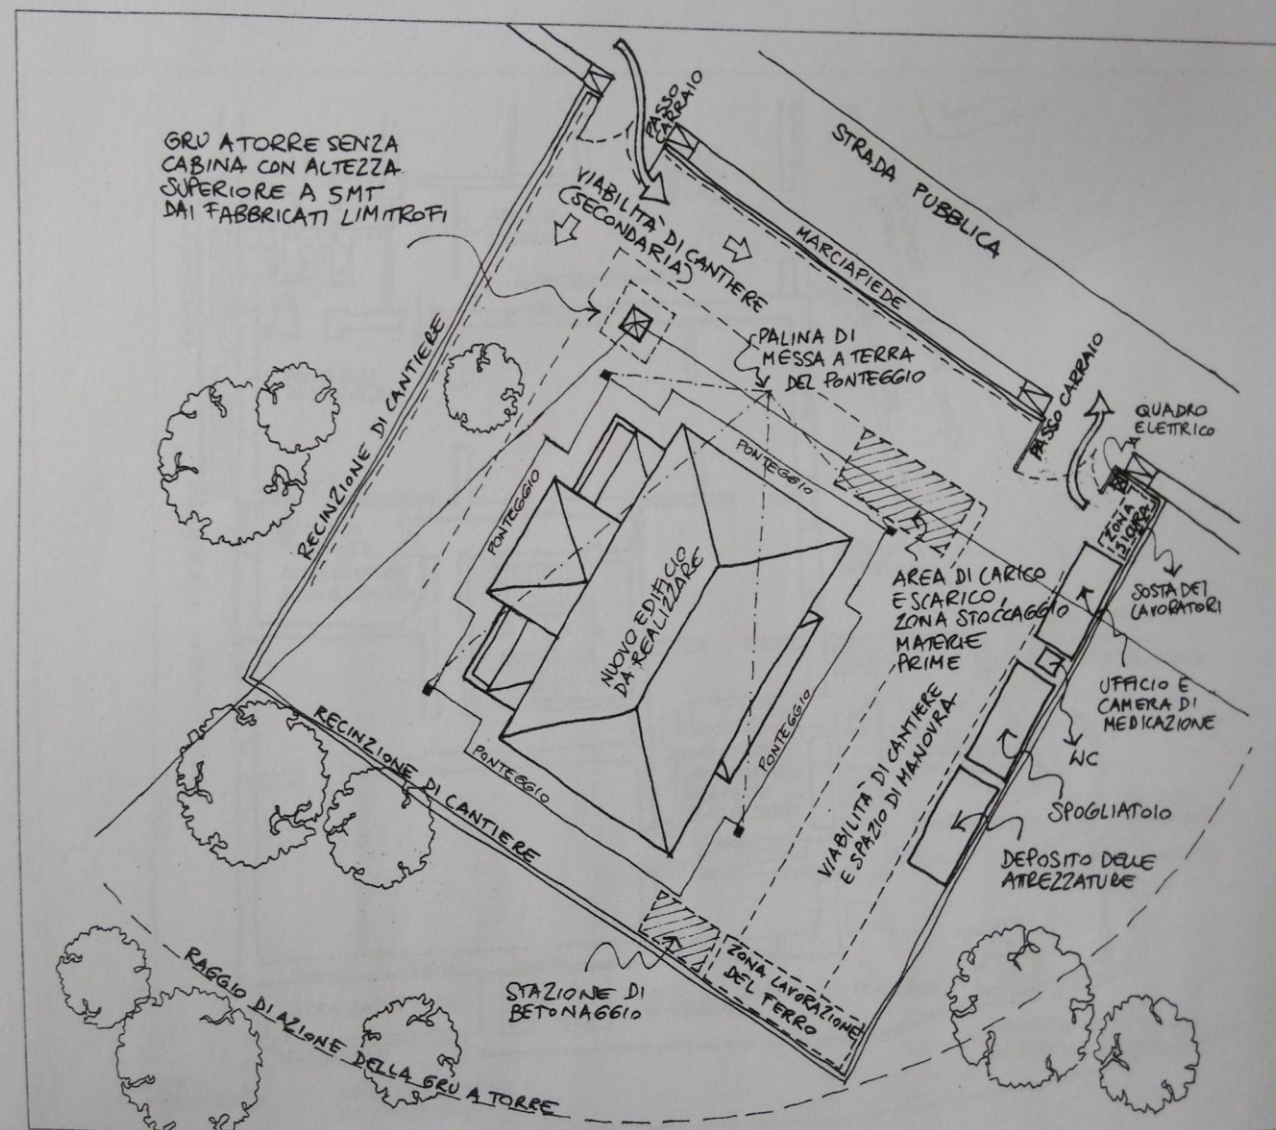 GRU A TORRE SENZA
CABINA CON ALTEZZA
SUPERIORE A 5MT
DAI FABBRICATI LIMITROFI
PASSO
CARRAIO
STRADA PUBBLICA
VIABILITÀ DI CANTIERE
(SECONDARIA)
MARCIAPIEDE
RECINZIONE DI CANTIERE
PALINA DI
MESSA A TERRA
DEL PONTEGGIO
PASSO CARRAIO
QUADRO
ELETTRICO
PONTEGGIO
PONTEGGIO
NUOVO EDIFICIO
DA REALIZZARE
ZONA
SICURA
AREA DI CARICO
E SCARICO,
ZONA STOCCAGGIO
MATERIE
PRIME
SOSTA DEI
LAVORATORI
UFFICIO E
CAMERA DI
MEDICAZIONE
WC
RECINZIONE DI CANTIERE
PONTEGGIO
PONTEGGIO
VIABILITÀ DI CANTIERE
E SPAZIO DI MANOVRA
SPOGLIATOIO
DEPOSITO DELLE
ATREZZATURE
STAZIONE DI
BETONAGGIO
ZONA LAVORAZIONE
DEL FERRO
RAGGIO DI AZIONE DELLA GRU A TORRE